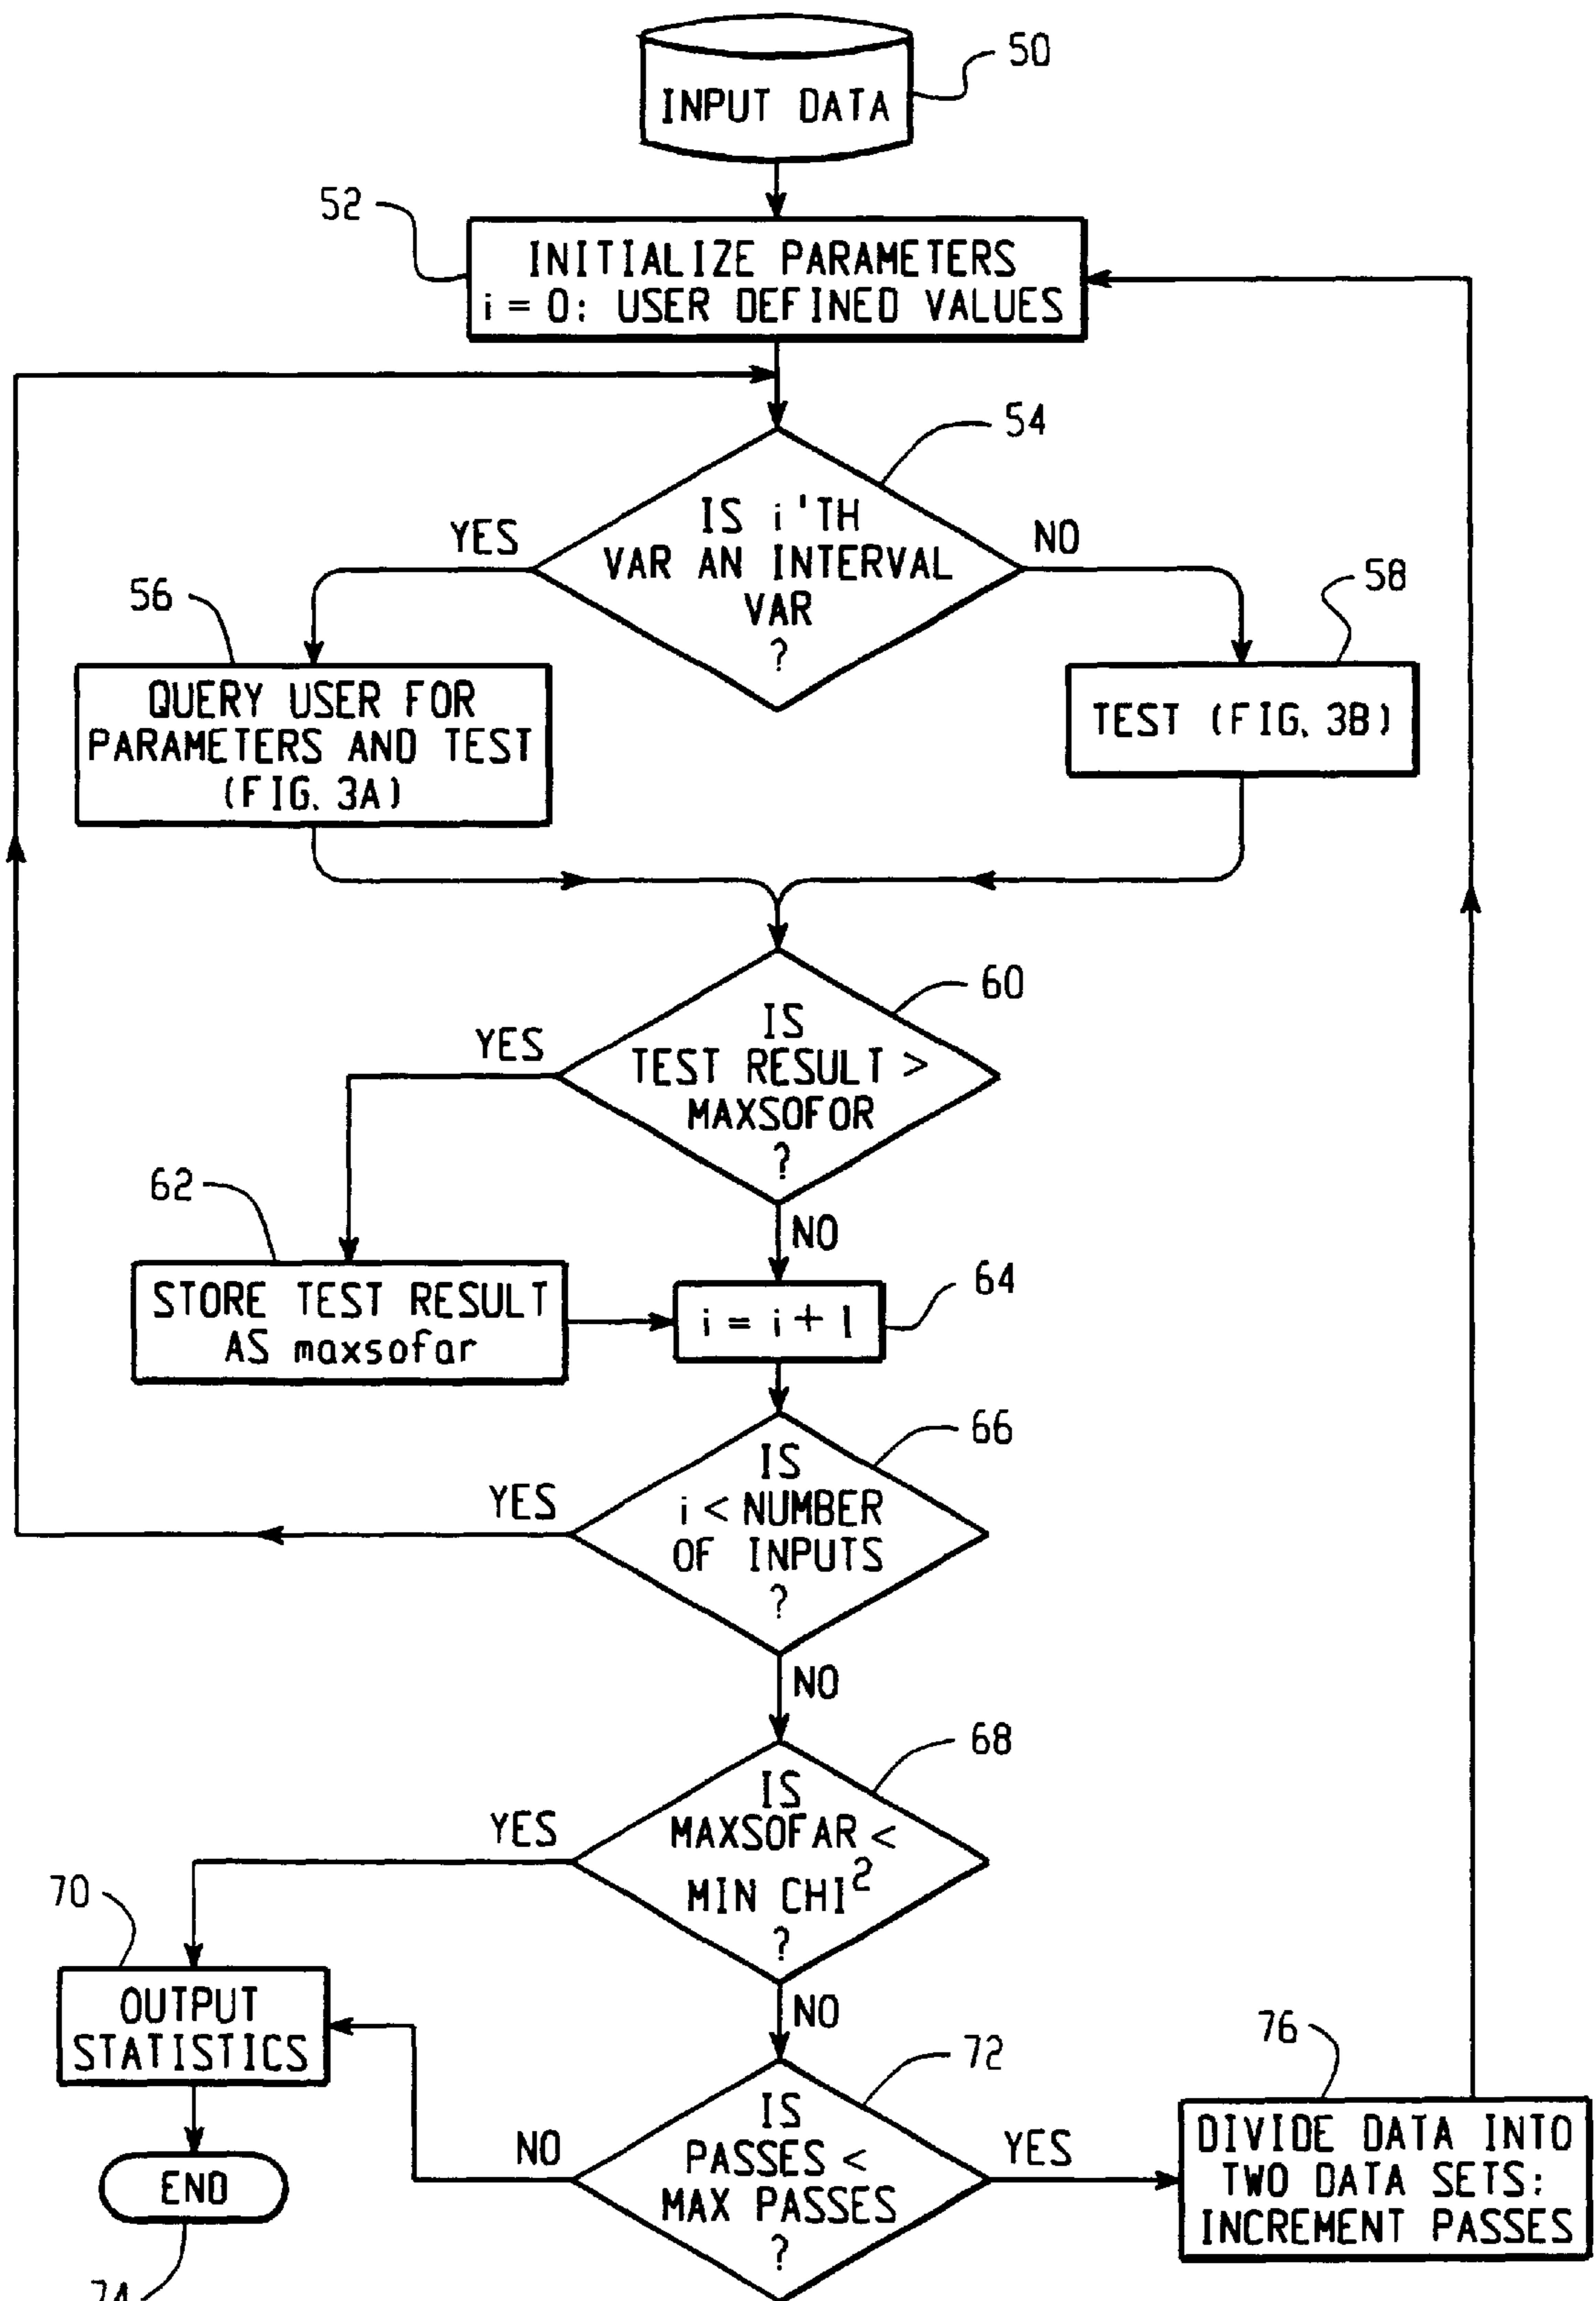 50
INPUT DATA
52
INITIALIZE PARAMETERS
i = 0: USER DEFINED VALUES
54
IS i'TH
VAR AN INTERVAL
VAR
?
YES
NO
56
58
QUERY USER FOR
PARAMETERS AND TEST
(FIG. 3A)
TEST (FIG. 3B)
60
IS
TEST RESULT >
MAXSOFOR
?
YES
NO
62
STORE TEST RESULT
AS maxsofar
64
i = i + 1
66
IS
i < NUMBER
OF INPUTS
?
YES
NO
68
IS
MAXSOFAR <
MIN CHI²
?
YES
NO
70
OUTPUT
STATISTICS
72
IS
PASSES <
MAX PASSES
?
NO
YES
76
DIVIDE DATA INTO
TWO DATA SETS:
INCREMENT PASSES
END
74